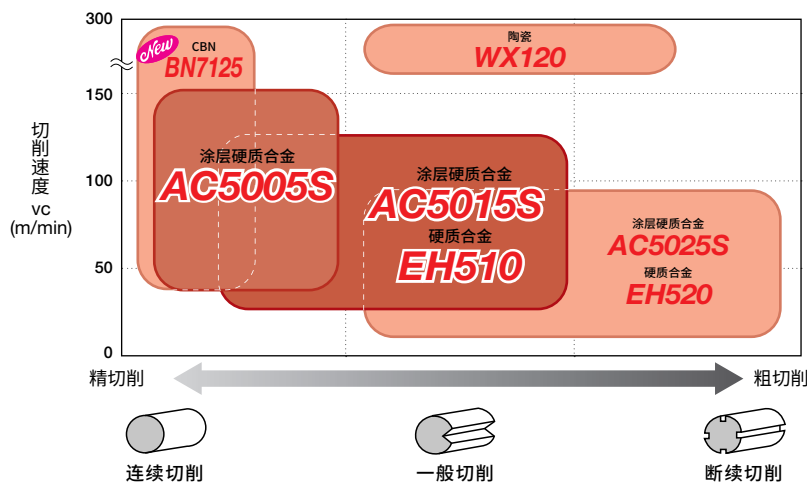 300
New
CBN
BN7125
陶瓷
WX120
150
切削速度
vc
(m/min)
涂层硬质合金
AC5005S
100
涂层硬质合金
AC5015S
硬质合金
EH510
涂层硬质合金
AC5025S
硬质合金
EH520
50
0
精切削
粗切削
连续切削
一般切削
断续切削